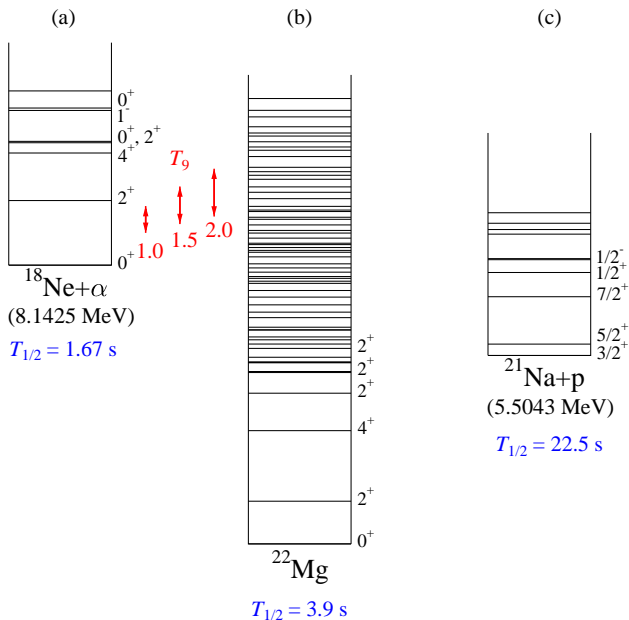 (a)
(b)
(c)
0⁺
1⁻
0⁺, 2⁺
4⁺
2⁺
0⁺
T₉
1.0
1.5
2.0
¹⁸Ne+α
(8.1425 MeV)
T₁/₂ = 1.67 s
2⁺
2⁺
2⁺
4⁺
2⁺
0⁺
²²Mg
T₁/₂ = 3.9 s
1/2⁻
1/2⁺
7/2⁺
5/2⁺
3/2⁺
²¹Na+p
(5.5043 MeV)
T₁/₂ = 22.5 s